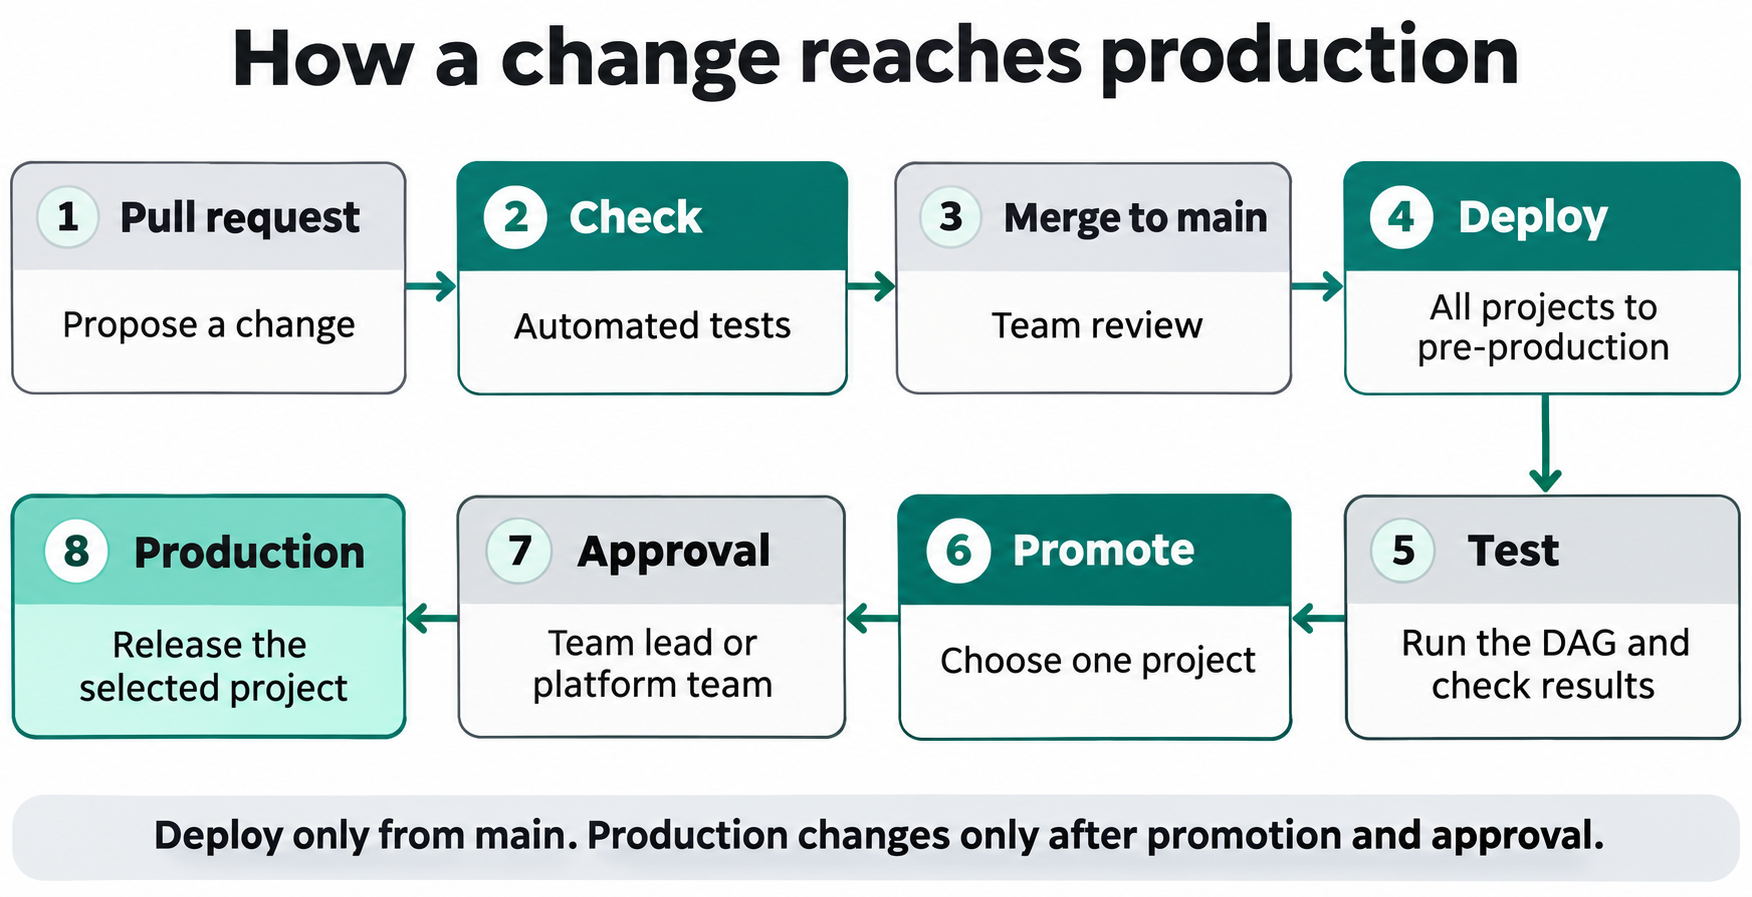 How a change reaches production
1 Pull request
Propose a change
2 Check
Automated tests
3 Merge to main
Team review
4 Deploy
All projects to
pre-production
5 Test
Run the DAG and
check results
6 Promote
Choose one project
7 Approval
Team lead or
platform team
8 Production
Release the
selected project
Deploy only from main. Production changes only after promotion and approval.